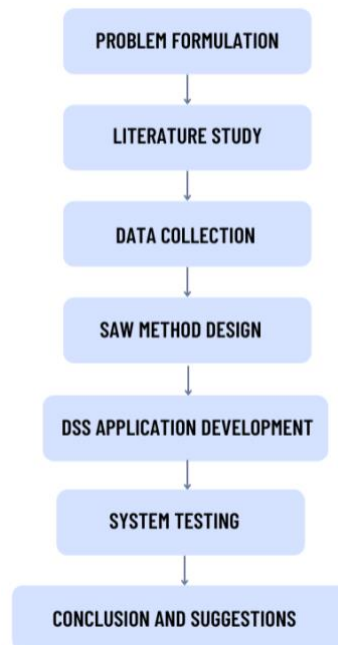 PROBLEM FORMULATION
LITERATURE STUDY
DATA COLLECTION
SAW METHOD DESIGN
DSS APPLICATION DEVELOPMENT
SYSTEM TESTING
CONCLUSION AND SUGGESTIONS